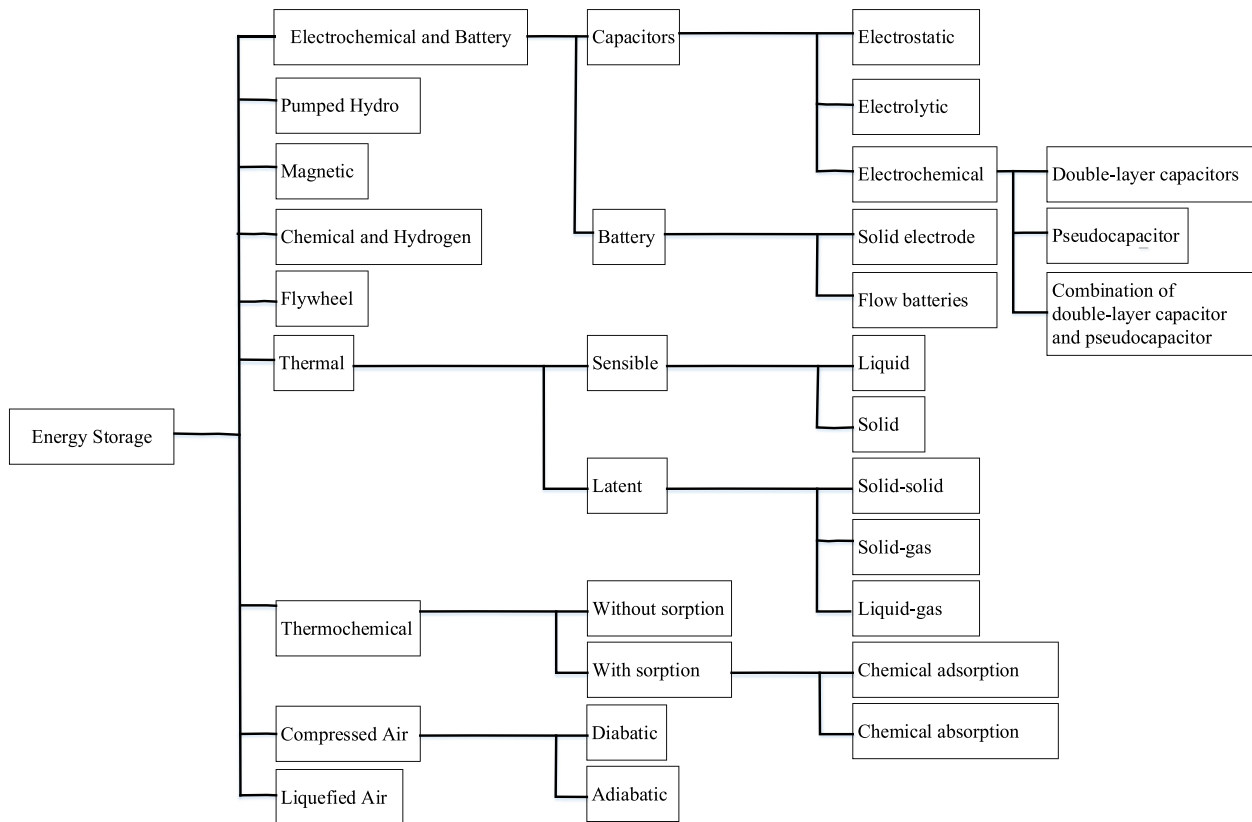 Electrochemical and Battery
Capacitors
Electrostatic
Pumped Hydro
Electrolytic
Magnetic
Electrochemical
Double-layer capacitors
Chemical and Hydrogen
Battery
Solid electrode
Pseudocapacitor
Flywheel
Flow batteries
Combination of
double-layer capacitor
and pseudocapacitor
Thermal
Sensible
Liquid
Energy Storage
Solid
Latent
Solid-solid
Solid-gas
Thermochemical
Without sorption
Liquid-gas
With sorption
Chemical adsorption
Compressed Air
Diabatic
Chemical absorption
Liquefied Air
Adiabatic